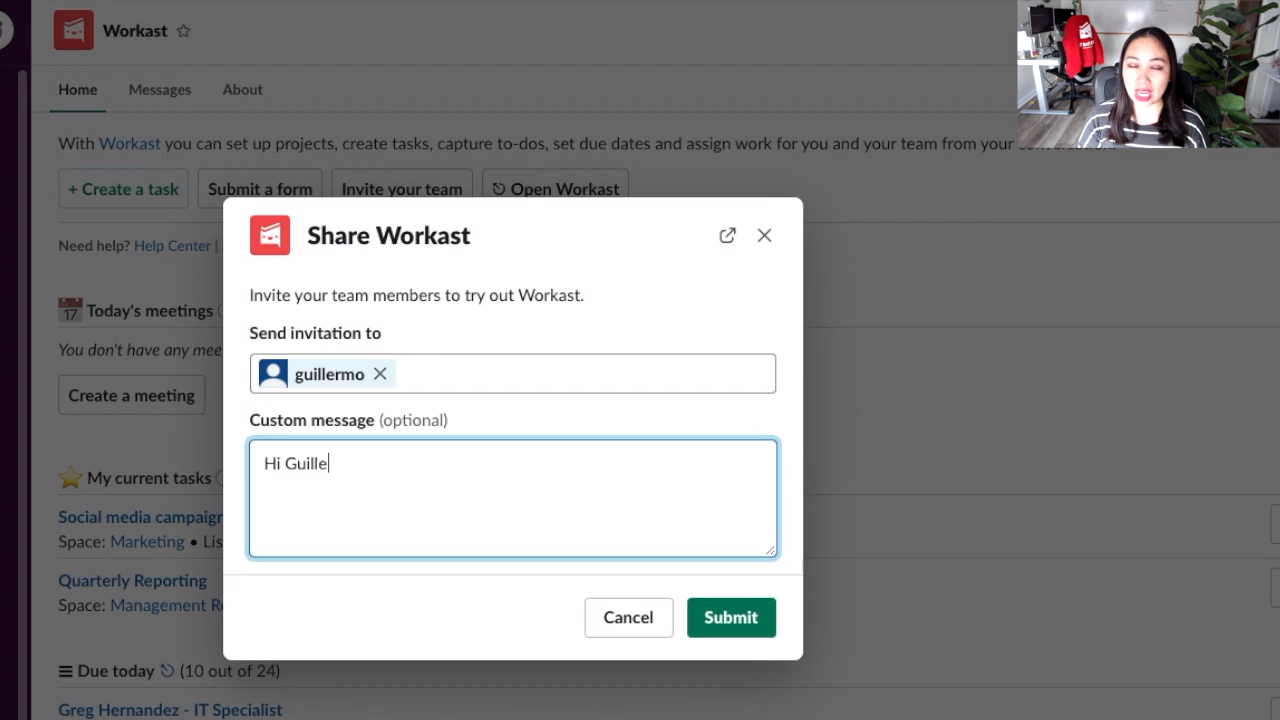 Workast
Home Messages About
With Workast you can set up projects, create tasks, capture to-dos, set due dates and assign work for you and your team from your
+ Create a task Submit a form Invite your team Open Workast
Need help? Help Center |
17 Today's meetings
You don't have any mee
Create a meeting
My current tasks
Social media campaign
Space: Marketing • Lis
Quarterly Reporting
Space: Management R
Due today (10 out of 24)
Greg Hernandez - IT Specialist
Share Workast
Invite your team members to try out Workast.
Send invitation to
guillermo
Custom message (optional)
Hi Guille
Cancel Submit